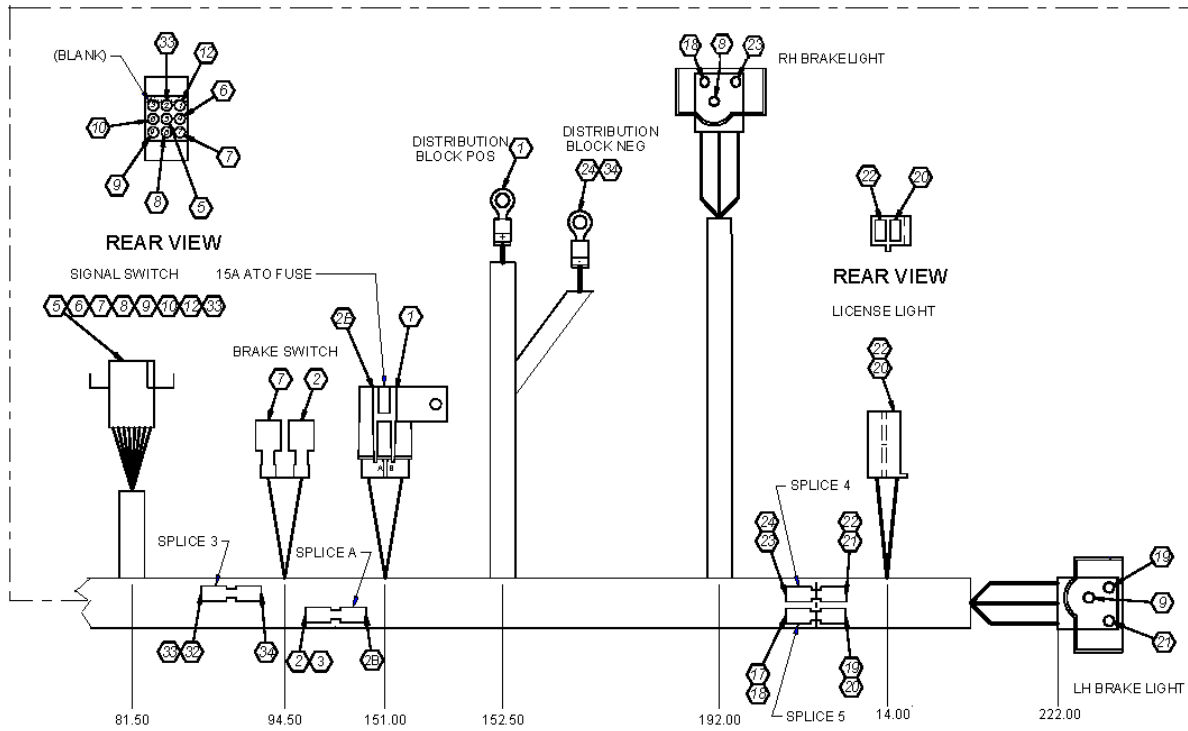 33
12
(BLANK)
6
10
7
9
8
5
REAR VIEW
SIGNAL SWITCH
5 6 7 8 9 10 12 33
15A ATO FUSE
BRAKE SWITCH
7 2
2B 1
A B
DISTRIBUTION
BLOCK POS
1
+
DISTRIBUTION
BLOCK NEG
24 34
-
18 8 23
RH BRAKELIGHT
22 20
REAR VIEW
LICENSE LIGHT
22
20
SPLICE 3
33 32 34
SPLICE A
2 3 2B
SPLICE 4
24 22
23 21
17 19
18 20
SPLICE 5
19
9
21
LH BRAKE LIGHT
81.50 94.50 151.00 152.50 192.00 14.00 222.00